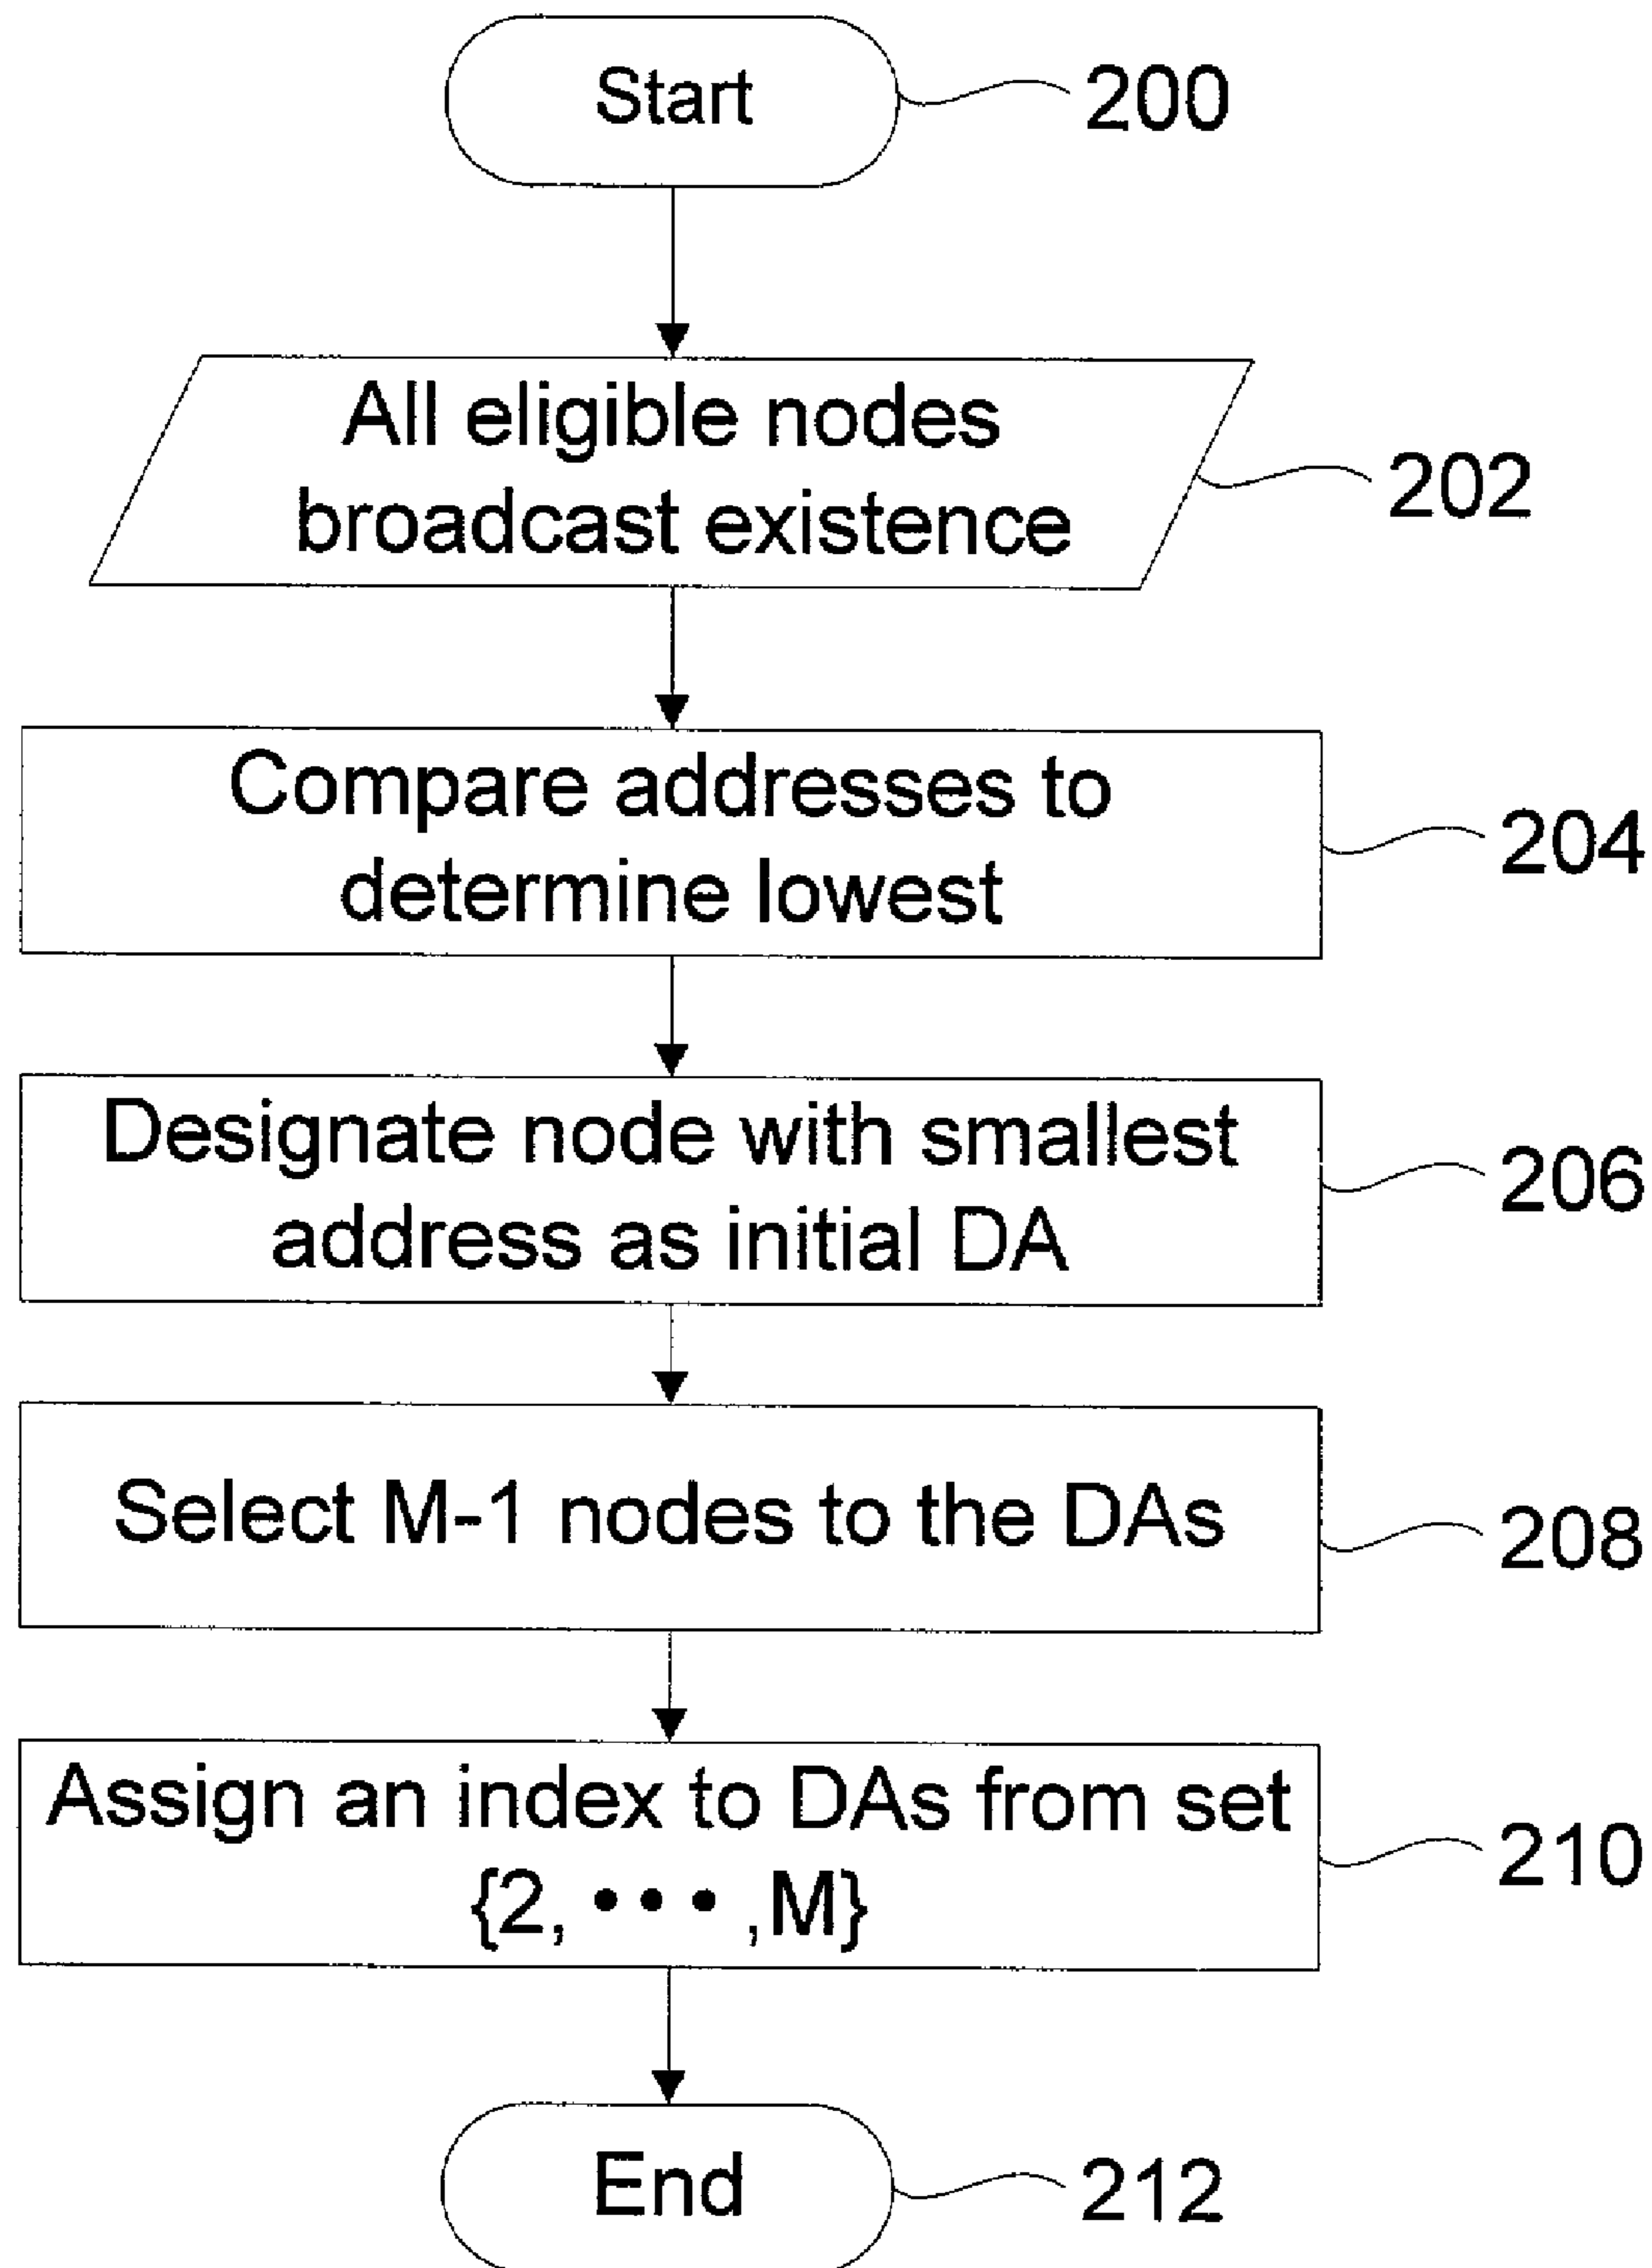 Start
200
All eligible nodes
broadcast existence
202
Compare addresses to
determine lowest
204
Designate node with smallest
address as initial DA
206
Select M-1 nodes to the DAs
208
Assign an index to DAs from set
{2, • • • ,M}
210
End
212